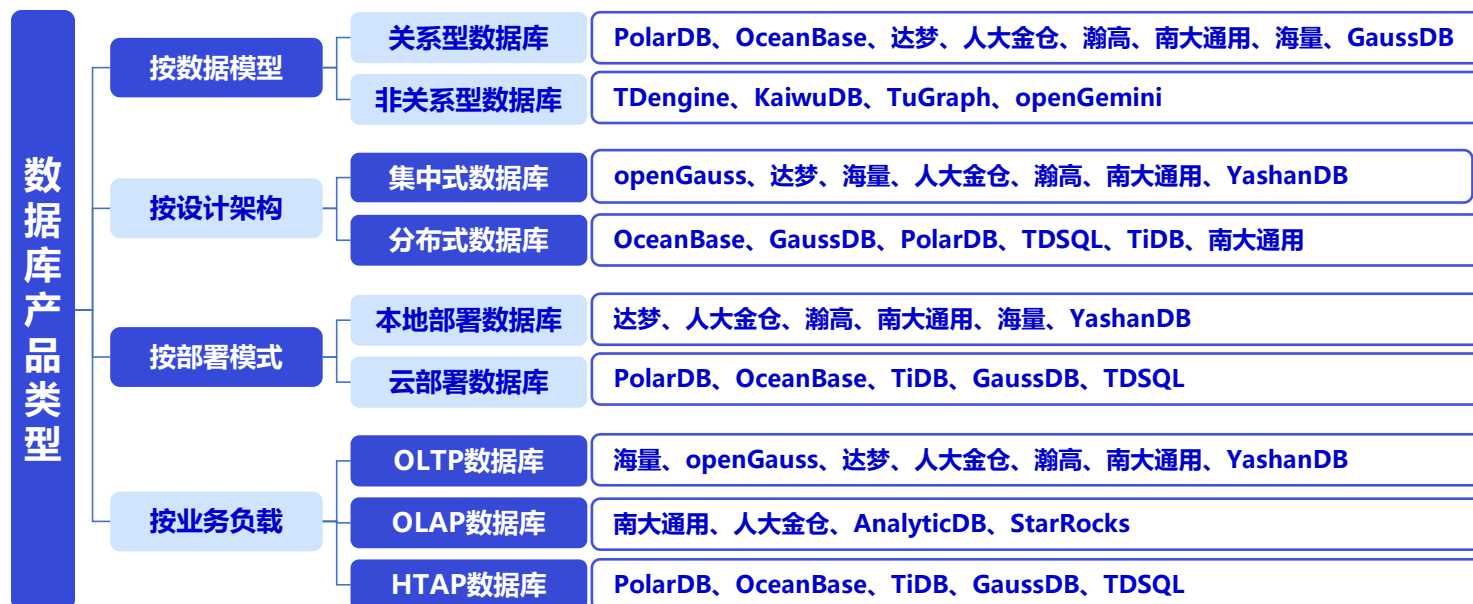 数据库产品类型
按数据模型
关系型数据库
PolarDB、OceanBase、达梦、人大金仓、瀚高、南大通用、海量、GaussDB
非关系型数据库
TDengine、KaiwuDB、TuGraph、openGemini
按设计架构
集中式数据库
openGauss、达梦、海量、人大金仓、瀚高、南大通用、YashanDB
分布式数据库
OceanBase、GaussDB、PolarDB、TDSQL、TiDB、南大通用
按部署模式
本地部署数据库
达梦、人大金仓、瀚高、南大通用、海量、YashanDB
云部署数据库
PolarDB、OceanBase、TiDB、GaussDB、TDSQL
按业务负载
OLTP数据库
海量、openGauss、达梦、人大金仓、瀚高、南大通用、YashanDB
OLAP数据库
南大通用、人大金仓、AnalyticDB、StarRocks
HTAP数据库
PolarDB、OceanBase、TiDB、GaussDB、TDSQL